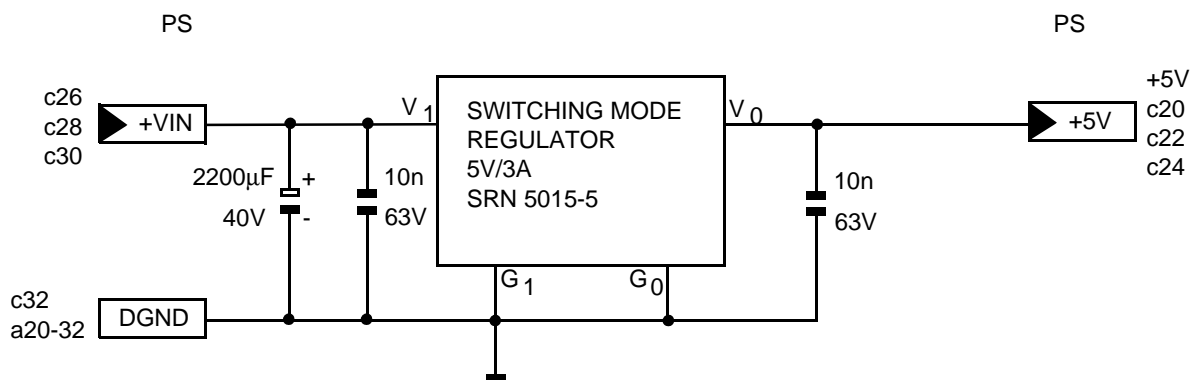 PS
PS
c26
c28
c30
+VIN
V1
SWITCHING MODE
REGULATOR
5V/3A
SRN 5015-5
V0
+5V
+5V
c20
c22
c24
2200µF
+
40V
-
10n
63V
10n
63V
G1
G0
c32
a20-32
DGND